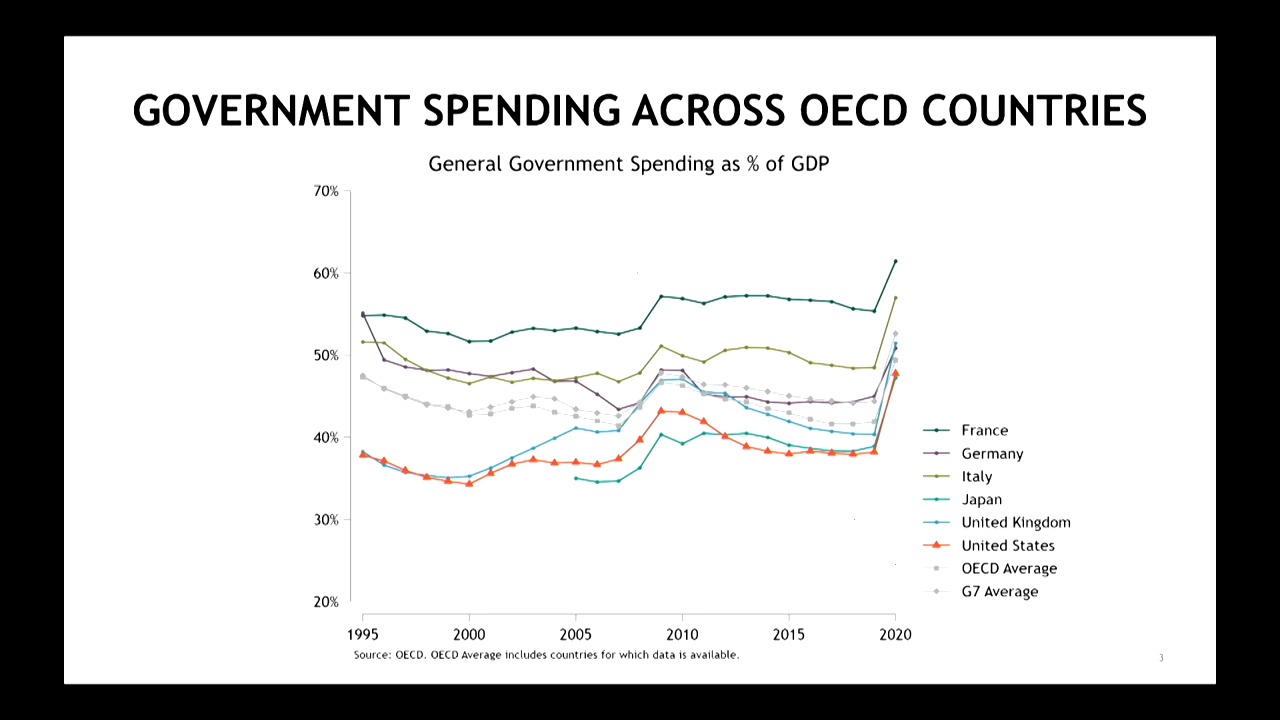 GOVERNMENT SPENDING ACROSS OECD COUNTRIES
General Government Spending as % of GDP
70%
60%
50%
40%
30%
20%
1995 2000 2005 2010 2015 2020
France
Germany
Italy
Japan
United Kingdom
United States
OECD Average
G7 Average
Source: OECD. OECD Average includes countries for which data is available.
3